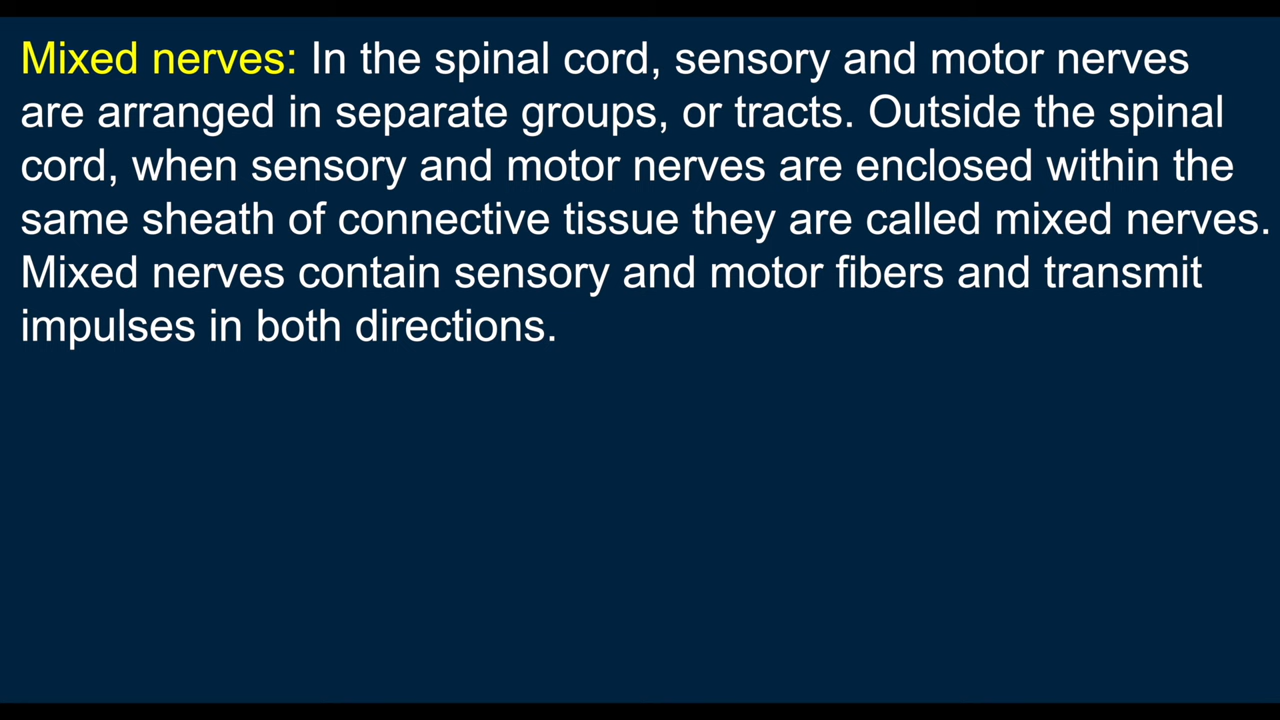 Mixed nerves: In the spinal cord, sensory and motor nerves
are arranged in separate groups, or tracts. Outside the spinal
cord, when sensory and motor nerves are enclosed within the
same sheath of connective tissue they are called mixed nerves.
Mixed nerves contain sensory and motor fibers and transmit
impulses in both directions.